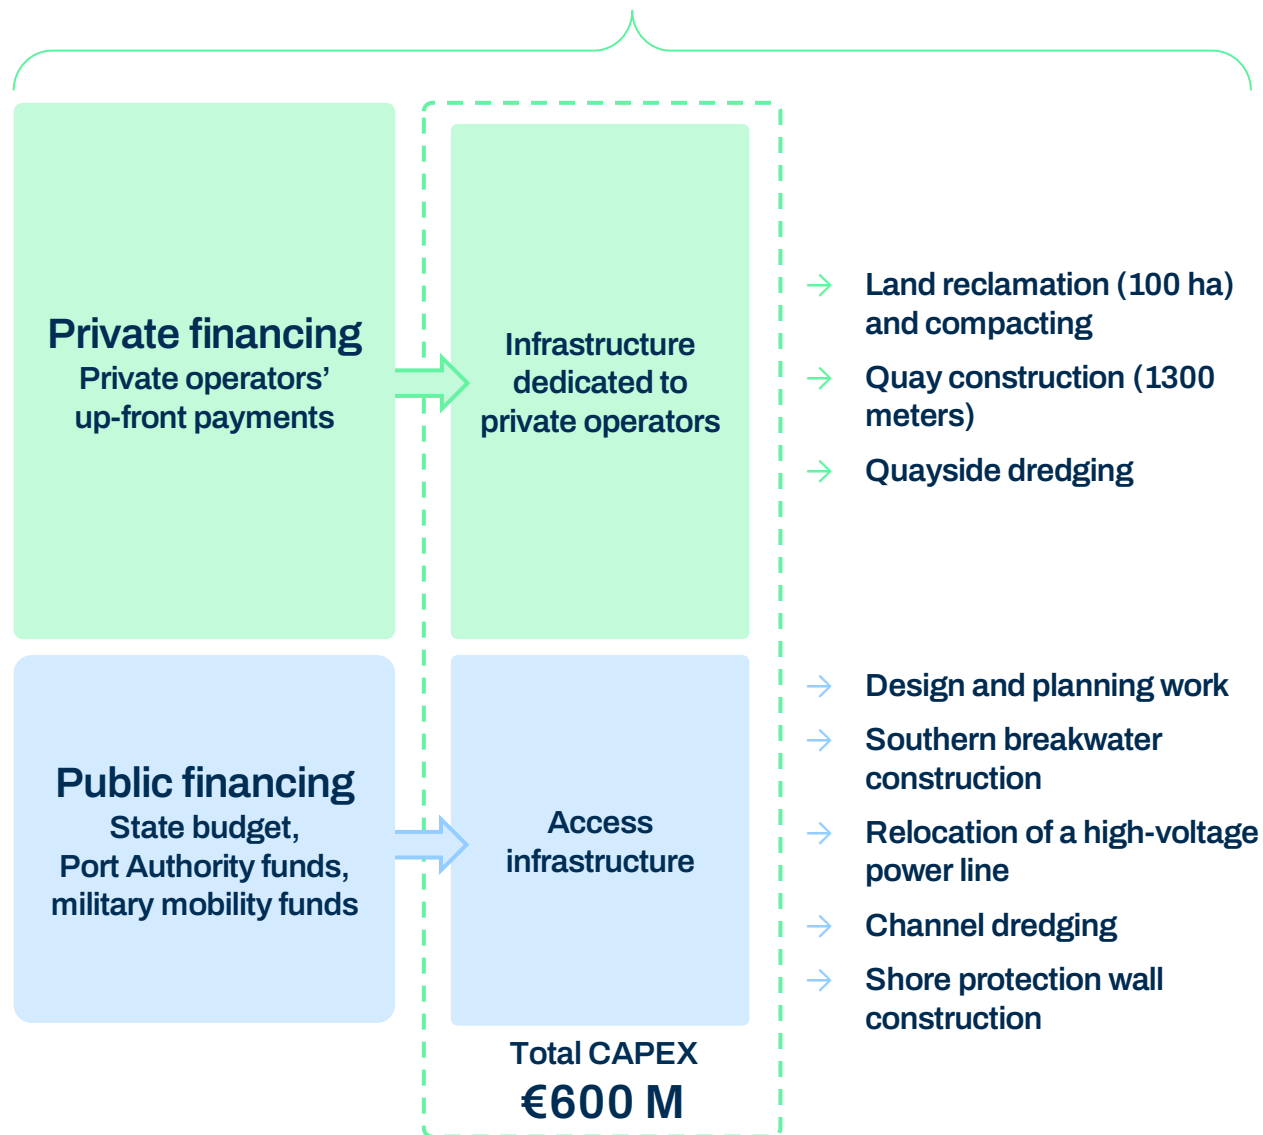 Private financing
Private operators’
up-front payments
Infrastructure
dedicated to
private operators
Land reclamation (100 ha)
and compacting
Quay construction (1300
meters)
Quayside dredging
Public financing
State budget,
Port Authority funds,
military mobility funds
Access
infrastructure
Design and planning work
Southern breakwater
construction
Relocation of a high-voltage
power line
Channel dredging
Shore protection wall
construction
Total CAPEX
€600 M